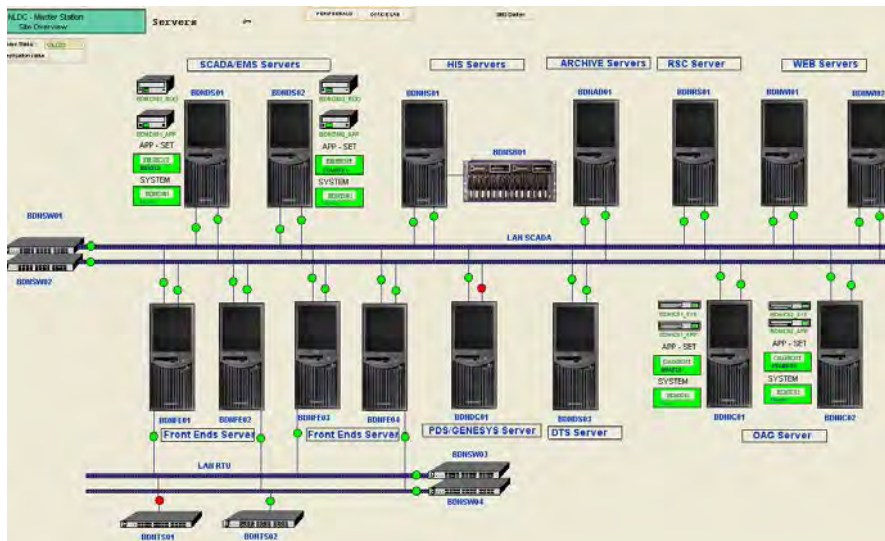 NLDC - Master Station
Site Overview
Servers
PERIPHERALS
SCADA/EMS Servers
HIS Servers
ARCHIVE Servers
RSC Server
WEB Servers
BDNDS01
BDNDS02
BDNHS01
BDNAD01
BDNRS01
BDNWI01
BDNWI02
BDNSR01
APP - SET
APP - SET
SYSTEM
SYSTEM
BDNSW01
LAN SCADA
BDNSW02
APP - SET
APP - SET
SYSTEM
SYSTEM
BDNFE01
BDNFE02
BDNFE03
BDNFE04
BDNDC01
BDNDS03
BDNIC01
BDNIC02
Front Ends Server
Front Ends Server
PDS/GENESYS Server
DTS Server
OAG Server
BDNSW03
LAN RTU
BDNSW04
BDNTS01
BDNTS02